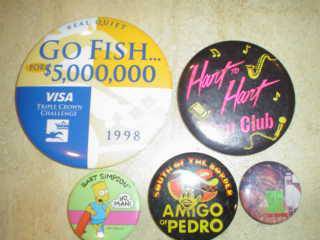 REAL QUIET
GO FISH...
FOR $5,000,000
VISA
TRIPLE CROWN
CHALLENGE
1998
Hart to
Hart
Fan Club
BART SIMPSON
YO,
MAN!
SOUTH OF THE BORDER
AMIGO
OF
PEDRO